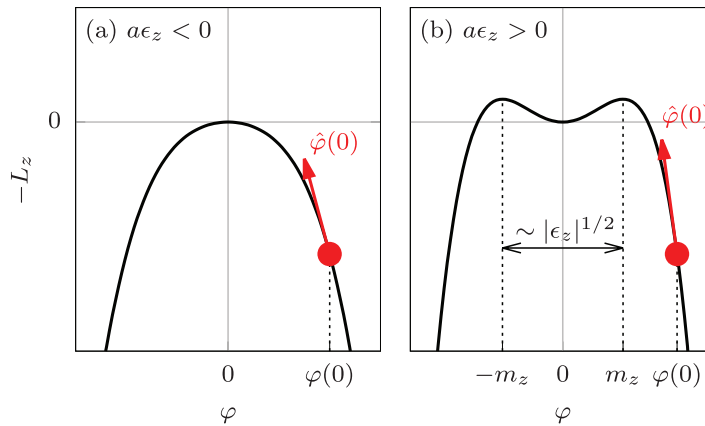 (a) aϵ_z < 0
(b) aϵ_z > 0
0
φ̂(0)
φ̂(0)
−L_z
∼ |ϵ_z|^{1/2}
0
φ(0)
−m_z
0
m_z
φ(0)
φ
φ